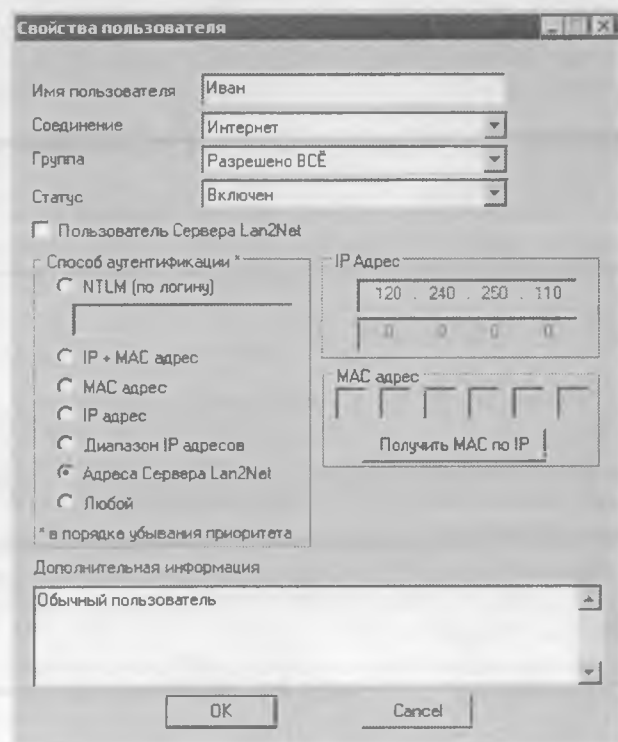 Свойства пользователя
Имя пользователя Иван
Соединение Интернет
Группа Разрешено ВСЁ
Статус Включен
Пользователь Сервера Lan2Net
Способ аутентификации *
NTLM (по логину)
IP + MAC адрес
MAC адрес
IP адрес
Диапазон IP адресов
Адреса Сервера Lan2Net
Любой
* в порядке убывания приоритета
IP Адрес
120 . 240 . 250 . 110
0 . 0 . 0 . 0
MAC адрес
Получить MAC по IP
Дополнительная информация
Обычный пользователь
OK Cancel